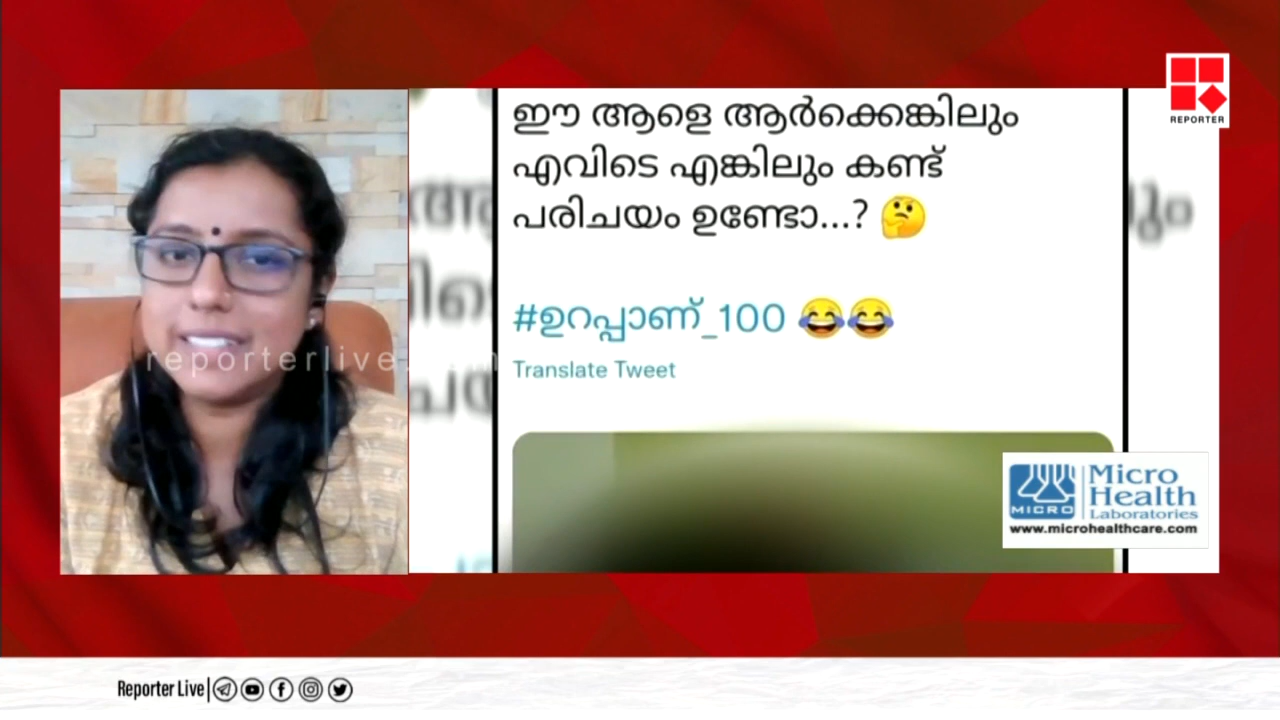 ഈ ആളെ ആർക്കെങ്കിലും
എവിടെ എങ്കിലും കണ്ട്
പരിചയം ഉണ്ടോ...? 🤔
#ഉറപ്പാണ്_100 😂😂
Translate Tweet
REPORTER
reporterlive.com
MICRO
Micro
Health
Laboratories
www.microhealthcare.com
Reporter Live